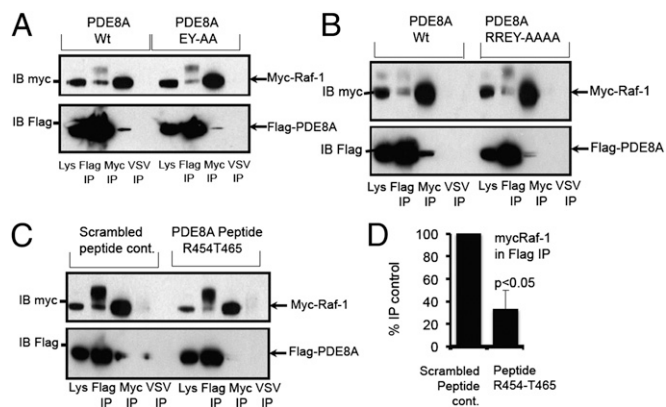 A
PDE8A PDE8A
Wt EY-AA
IB myc
Myc-Raf-1
IB Flag
Flag-PDE8A
Lys Flag Myc VSV Lys Flag Myc VSV
IP IP IP IP IP IP
B
PDE8A PDE8A
Wt RREY-AAAA
IB myc
Myc-Raf-1
IB Flag
Flag-PDE8A
Lys Flag Myc VSV Lys Flag Myc VSV
IP IP IP IP IP IP
C
Scrambled PDE8A Peptide
peptide cont. R454T465
IB myc
Myc-Raf-1
IB Flag
Flag-PDE8A
Lys Flag Myc VSV Lys Flag Myc VSV
IP IP IP IP IP IP
D
% IP control
100
80
60
40
20
0
mycRaf-1
in Flag IP
p<0.05
Scrambled Peptide
Peptide R454-T465
cont.